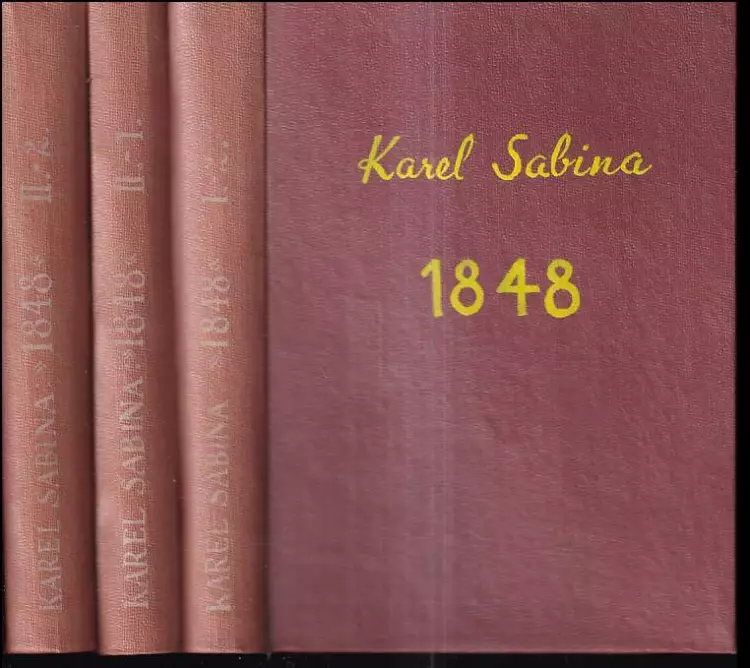 KAREL SABINA »1848« II.-2.
KAREL SABINA »1848« II.-1.
KAREL SABINA »1848« I-2.
Karel Sabina
1848